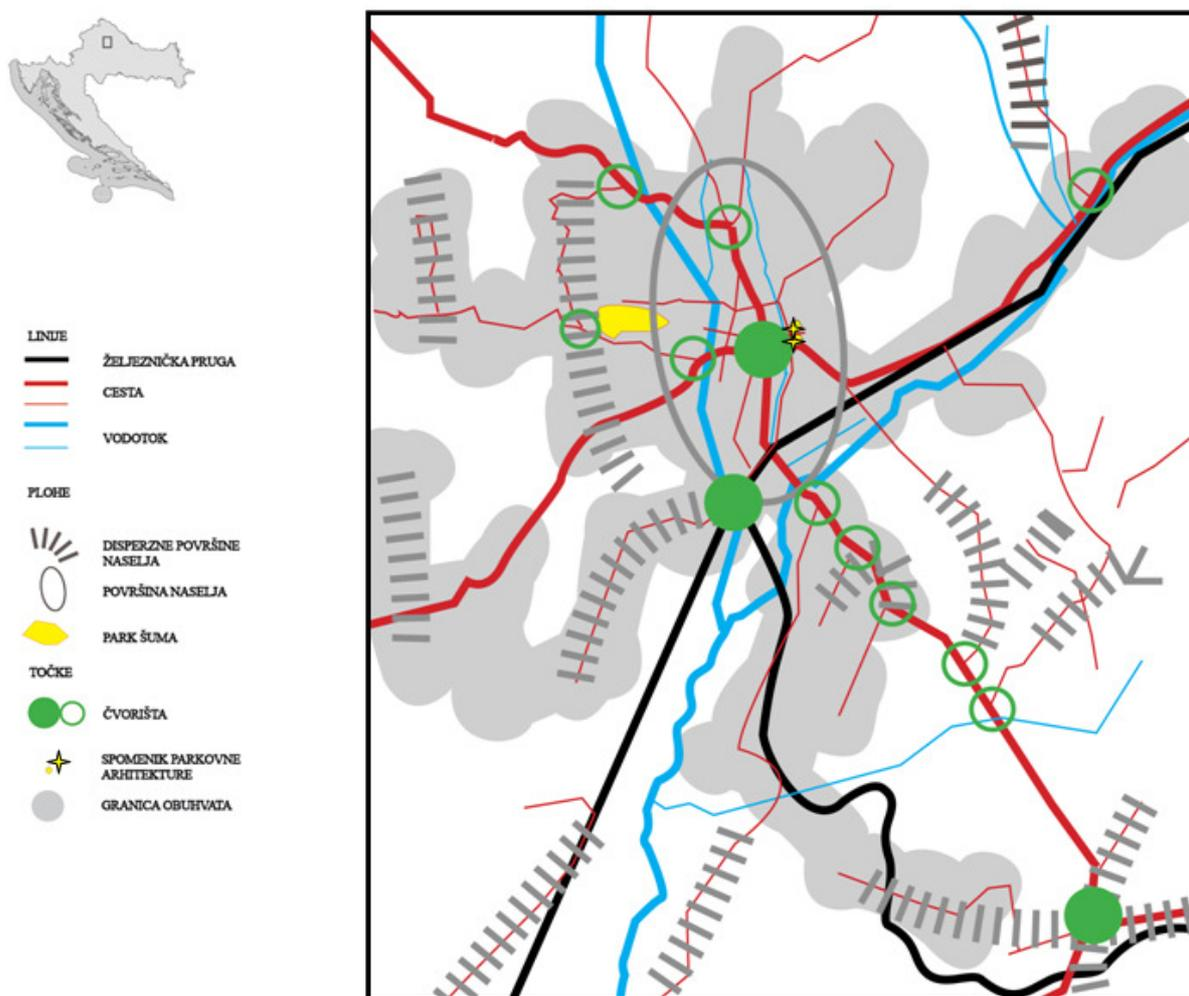 LINIJE
ŽELJEZNIČKA PRUGA
CESTA
VODOTOK
PLOHE
DISPERZNE POVRŠINE
NASELJA
POVRŠINA NASELJA
PARK ŠUMA
TOČKE
ČVORIŠTA
SPOMENIK PARKOVNE
ARHITEKTURE
GRANICA OBUHVATA